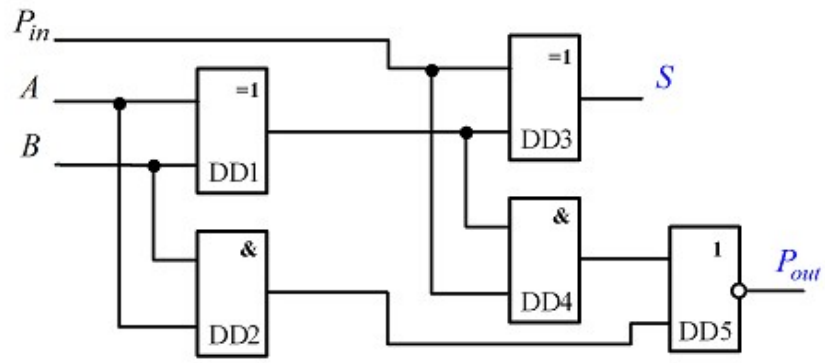 P_in
=1
S
A
=1
B
DD1
DD3
&
&
1
P_out
DD2
DD4
DD5